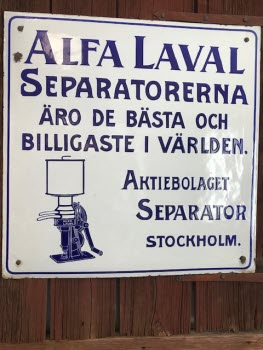 ALFA LAVAL
SEPARATORERNA
ÄRO DE BÄSTA OCH
BILLIGASTE I VÄRLDEN.
AKTIEBOLAGET
SEPARATOR
STOCKHOLM.